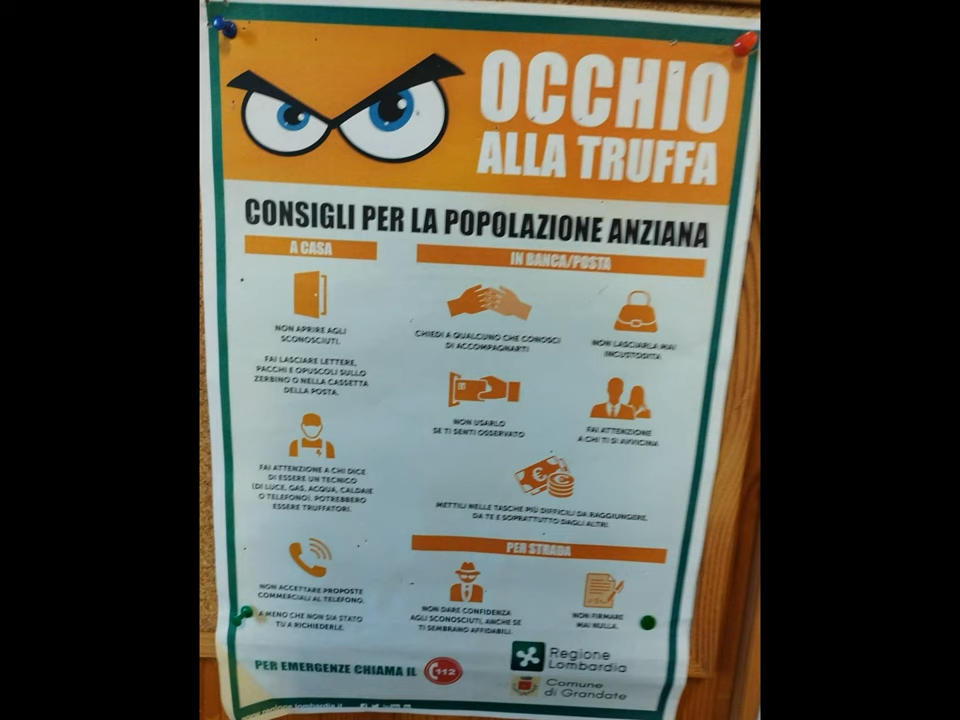 OCCHIO
ALLA TRUFFA
CONSIGLI PER LA POPOLAZIONE ANZIANA
A CASA
NON APRIRE AGLI
SCONOSCIUTI.
FAI LASCIARE LETTERE,
PACCHI E OPUSCOLI SULLO
ZERBINO O NELLA CASSETTA
DELLA POSTA.
FAI ATTENZIONE A CHI DICE
DI ESSERE UN TECNICO
(DI LUCE, GAS, ACQUA, CALDAIE
O TELEFONO). POTREBBERO
ESSERE TRUFFATORI.
NON ACCETTARE PROPOSTE
COMMERCIALI AL TELEFONO.
A MENO CHE NON SIA STATO
TU A RICHIEDERLE.
IN BANCA/POSTA
CHIEDI A QUALCUNO CHE CONOSCI
DI ACCOMPAGNARTI
NON LASCIARLA MAI
INCUSTODITA
NON USARLO
SE TI SENTI OSSERVATO
FAI ATTENZIONE
A CHI TI SI AVVICINA
METTILI NELLE TASCHE PIÙ DIFFICILI DA RAGGIUNGERE.
DA TE E SOPRATTUTTO DAGLI ALTRI.
PER STRADA
NON DARE CONFIDENZA
AGLI SCONOSCIUTI, ANCHE SE
TI SEMBRANO AFFIDABILI.
NON FIRMARE
MAI NULLA.
PER EMERGENZE CHIAMA IL 112
Regione
Lombardia
Comune
di Grandate
www.regione.lombardia.it